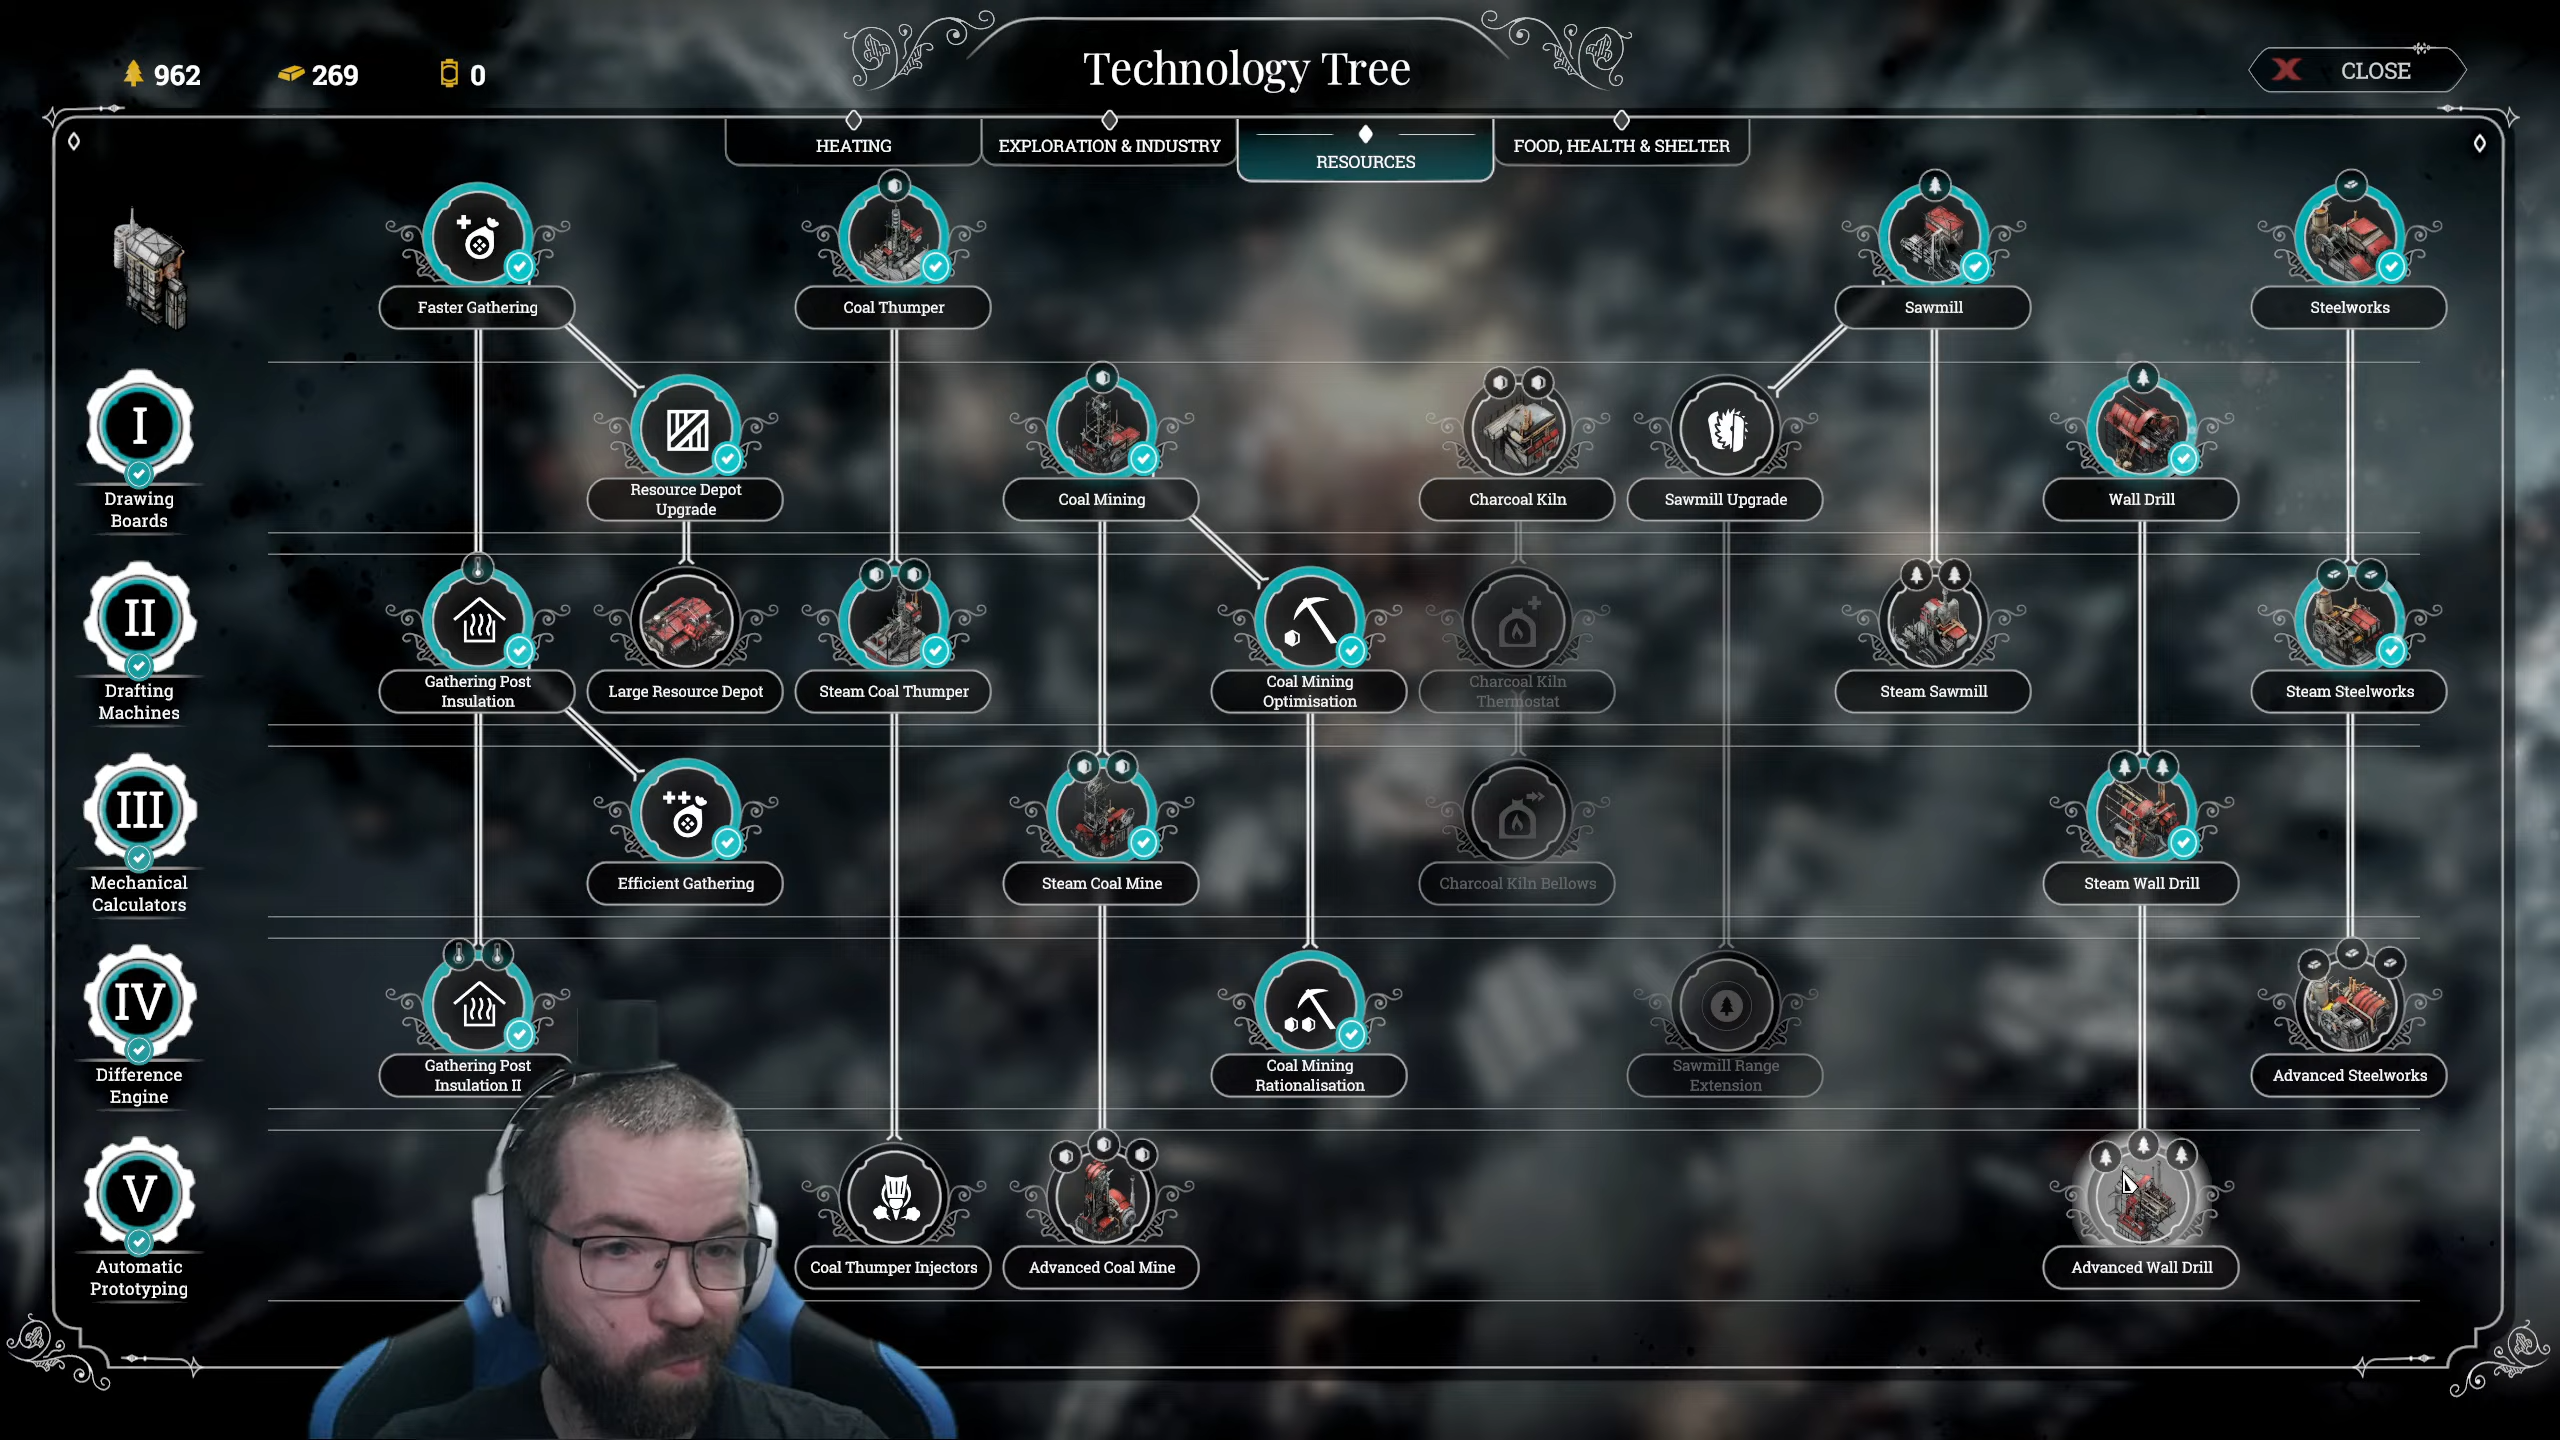 962
269
0
Technology Tree
CLOSE
HEATING
EXPLORATION & INDUSTRY
RESOURCES
FOOD, HEALTH & SHELTER
Faster Gathering
Coal Thumper
Sawmill
Steelworks
I
Drawing
Boards
Resource Depot
Upgrade
Coal Mining
Charcoal Kiln
Sawmill Upgrade
Wall Drill
II
Drafting
Machines
Gathering Post
Insulation
Large Resource Depot
Steam Coal Thumper
Coal Mining
Optimisation
Charcoal Kiln
Thermostat
Steam Sawmill
Steam Steelworks
III
Mechanical
Calculators
Efficient Gathering
Steam Coal Mine
Charcoal Kiln Bellows
Steam Wall Drill
IV
Difference
Engine
Gathering Post
Insulation II
Coal Mining
Rationalisation
Sawmill Range
Extension
Advanced Steelworks
V
Automatic
Prototyping
Coal Thumper Injectors
Advanced Coal Mine
Advanced Wall Drill